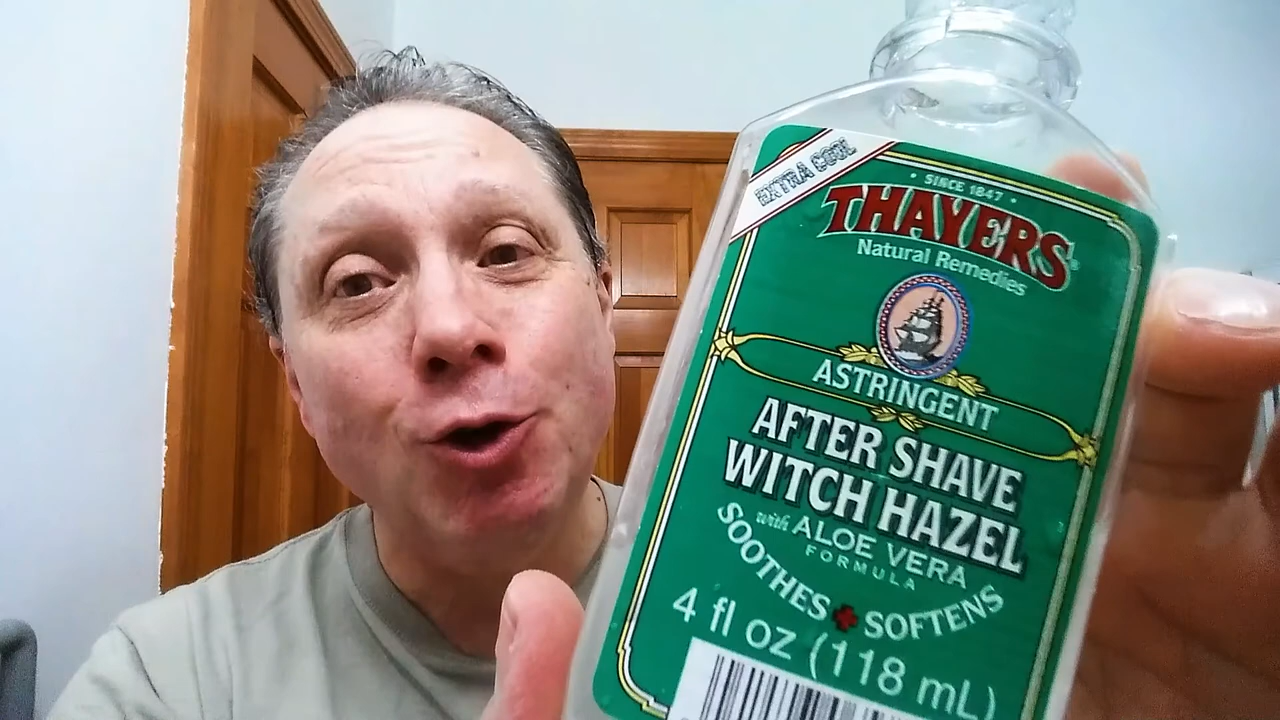 EXTRA COOL
• SINCE 1847 •
THAYERS®
Natural Remedies
ASTRINGENT
AFTER SHAVE
WITCH HAZEL
with ALOE VERA
FORMULA
SOOTHES SOFTENS
4 fl oz (118 mL)